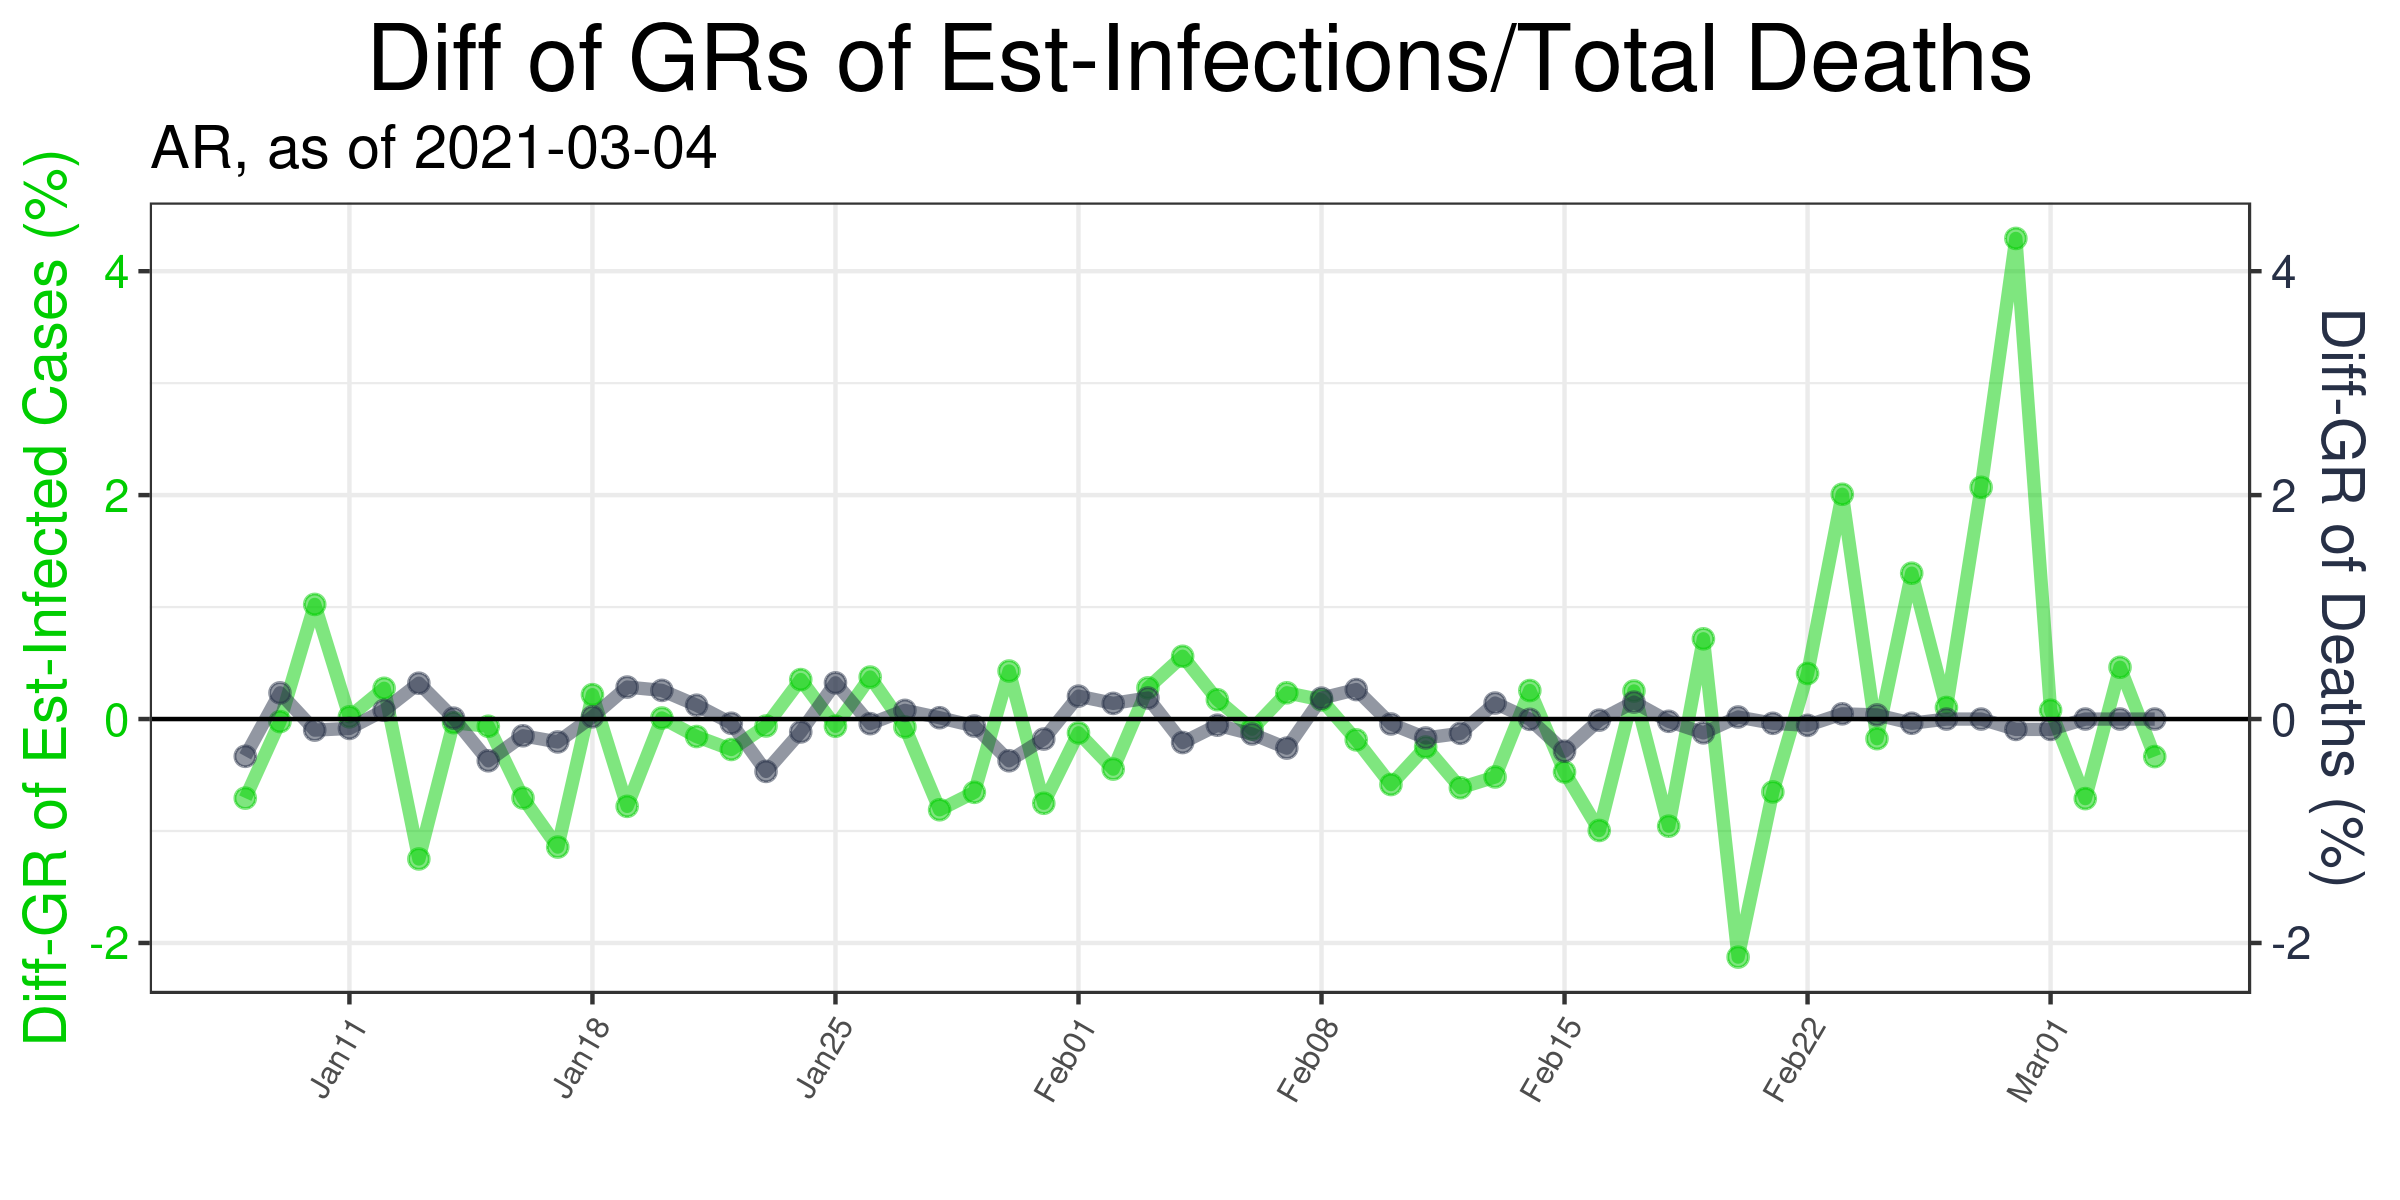 Diff of GRs of Est-Infections/Total Deaths
AR, as of 2021-03-04
Diff-GR of Est-Infected Cases (%)
4
2
0
-2
4
2
0
-2
Diff-GR of Deaths (%)
Jan11
Jan18
Jan25
Feb01
Feb08
Feb15
Feb22
Mar01